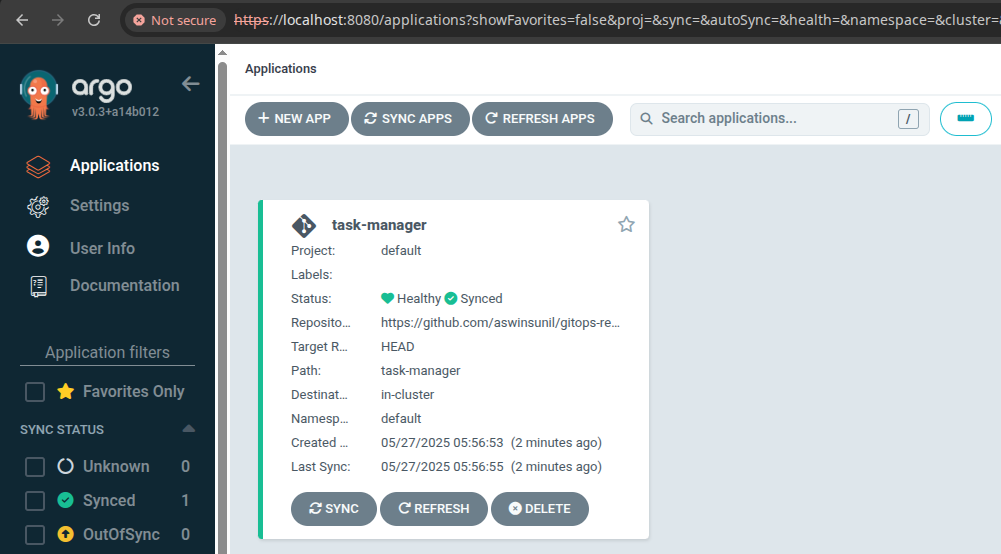 Not secure https://localhost:8080/applications?showFavorites=false&proj=&sync=&autoSync=&health=&namespace=&cluster=
argo
v3.0.3+a14b012
Applications
Settings
User Info
Documentation
Application filters
Favorites Only
SYNC STATUS
Unknown 0
Synced 1
OutOfSync 0
Applications
NEW APP SYNC APPS REFRESH APPS Search applications... /
task-manager
Project: default
Labels:
Status: Healthy Synced
Reposito... https://github.com/aswinsunil/gitops-re...
Target R... HEAD
Path: task-manager
Destinat... in-cluster
Namesp... default
Created ... 05/27/2025 05:56:53 (2 minutes ago)
Last Sync: 05/27/2025 05:56:55 (2 minutes ago)
SYNC REFRESH DELETE